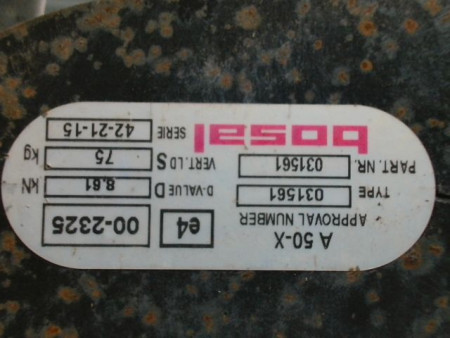 A 50-X
APPROVAL NUMBER e4 00-2325
TYPE 031561 D-VALUE D 8,61 kN
PART. NR. 031561 VERT. LD S 75 kg
bosal SERIE 42-21-15